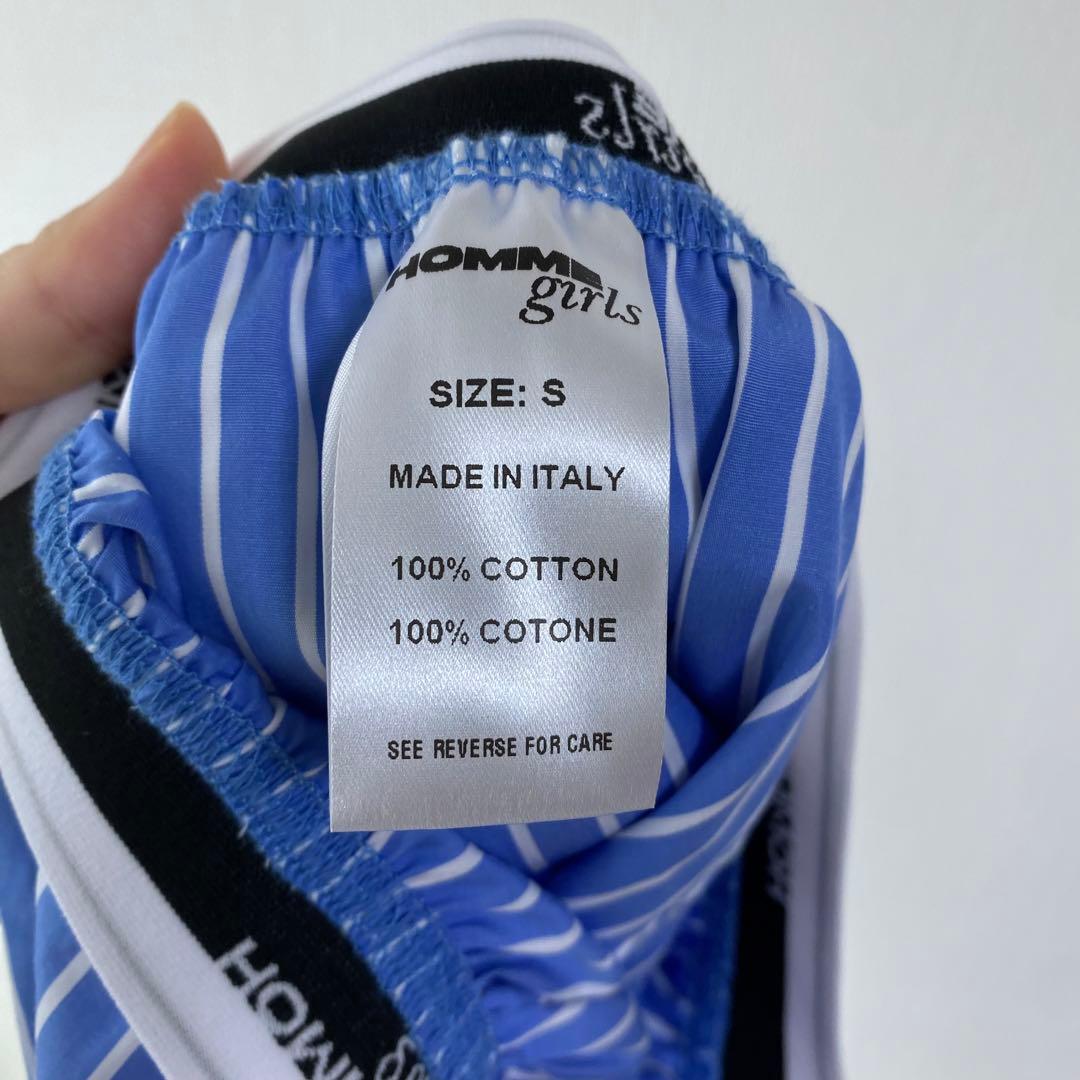 HOMME
girls
SIZE: S
MADE IN ITALY
100% COTTON
100% COTONE
SEE REVERSE FOR CARE